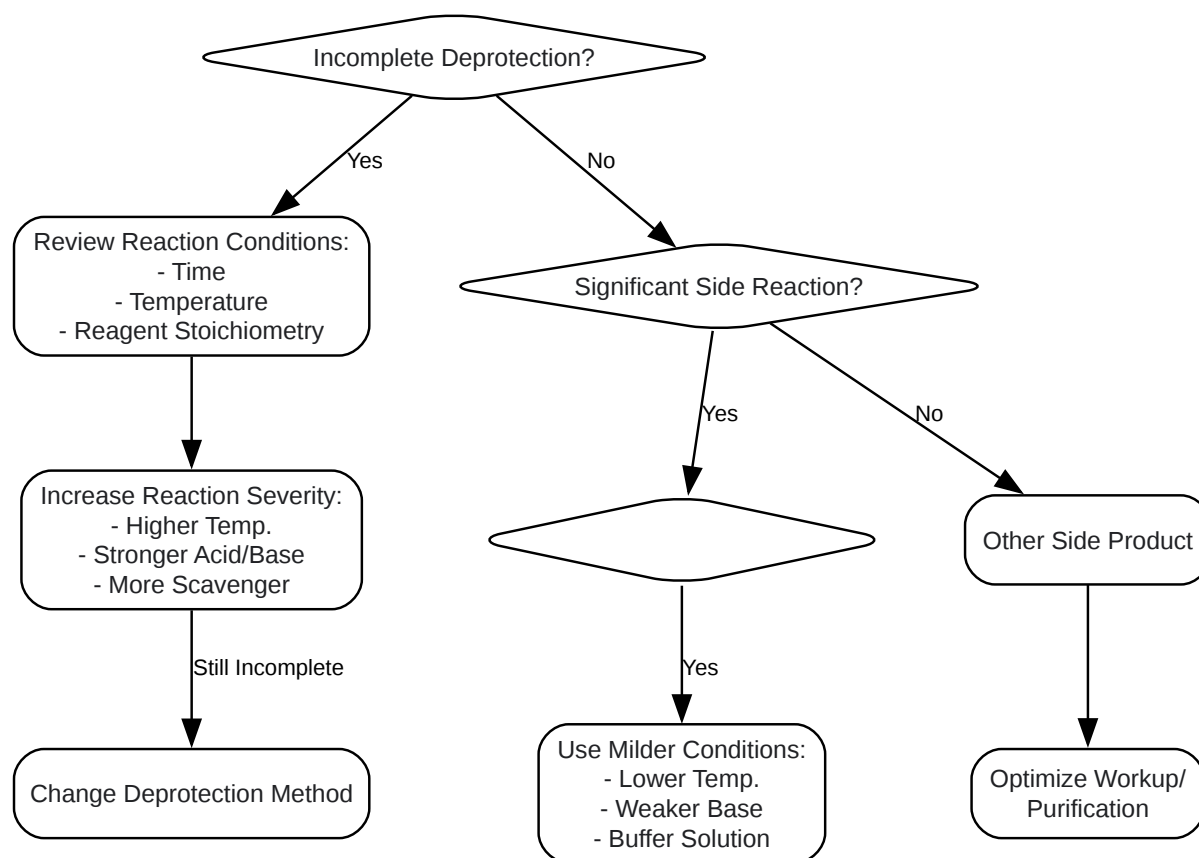 Incomplete Deprotection?
Yes
No
Review Reaction Conditions:
- Time
- Temperature
- Reagent Stoichiometry
Significant Side Reaction?
Yes
No
Increase Reaction Severity:
- Higher Temp.
- Stronger Acid/Base
- More Scavenger
Other Side Product
Still Incomplete
Yes
Change Deprotection Method
Use Milder Conditions:
- Lower Temp.
- Weaker Base
- Buffer Solution
Optimize Workup/
Purification